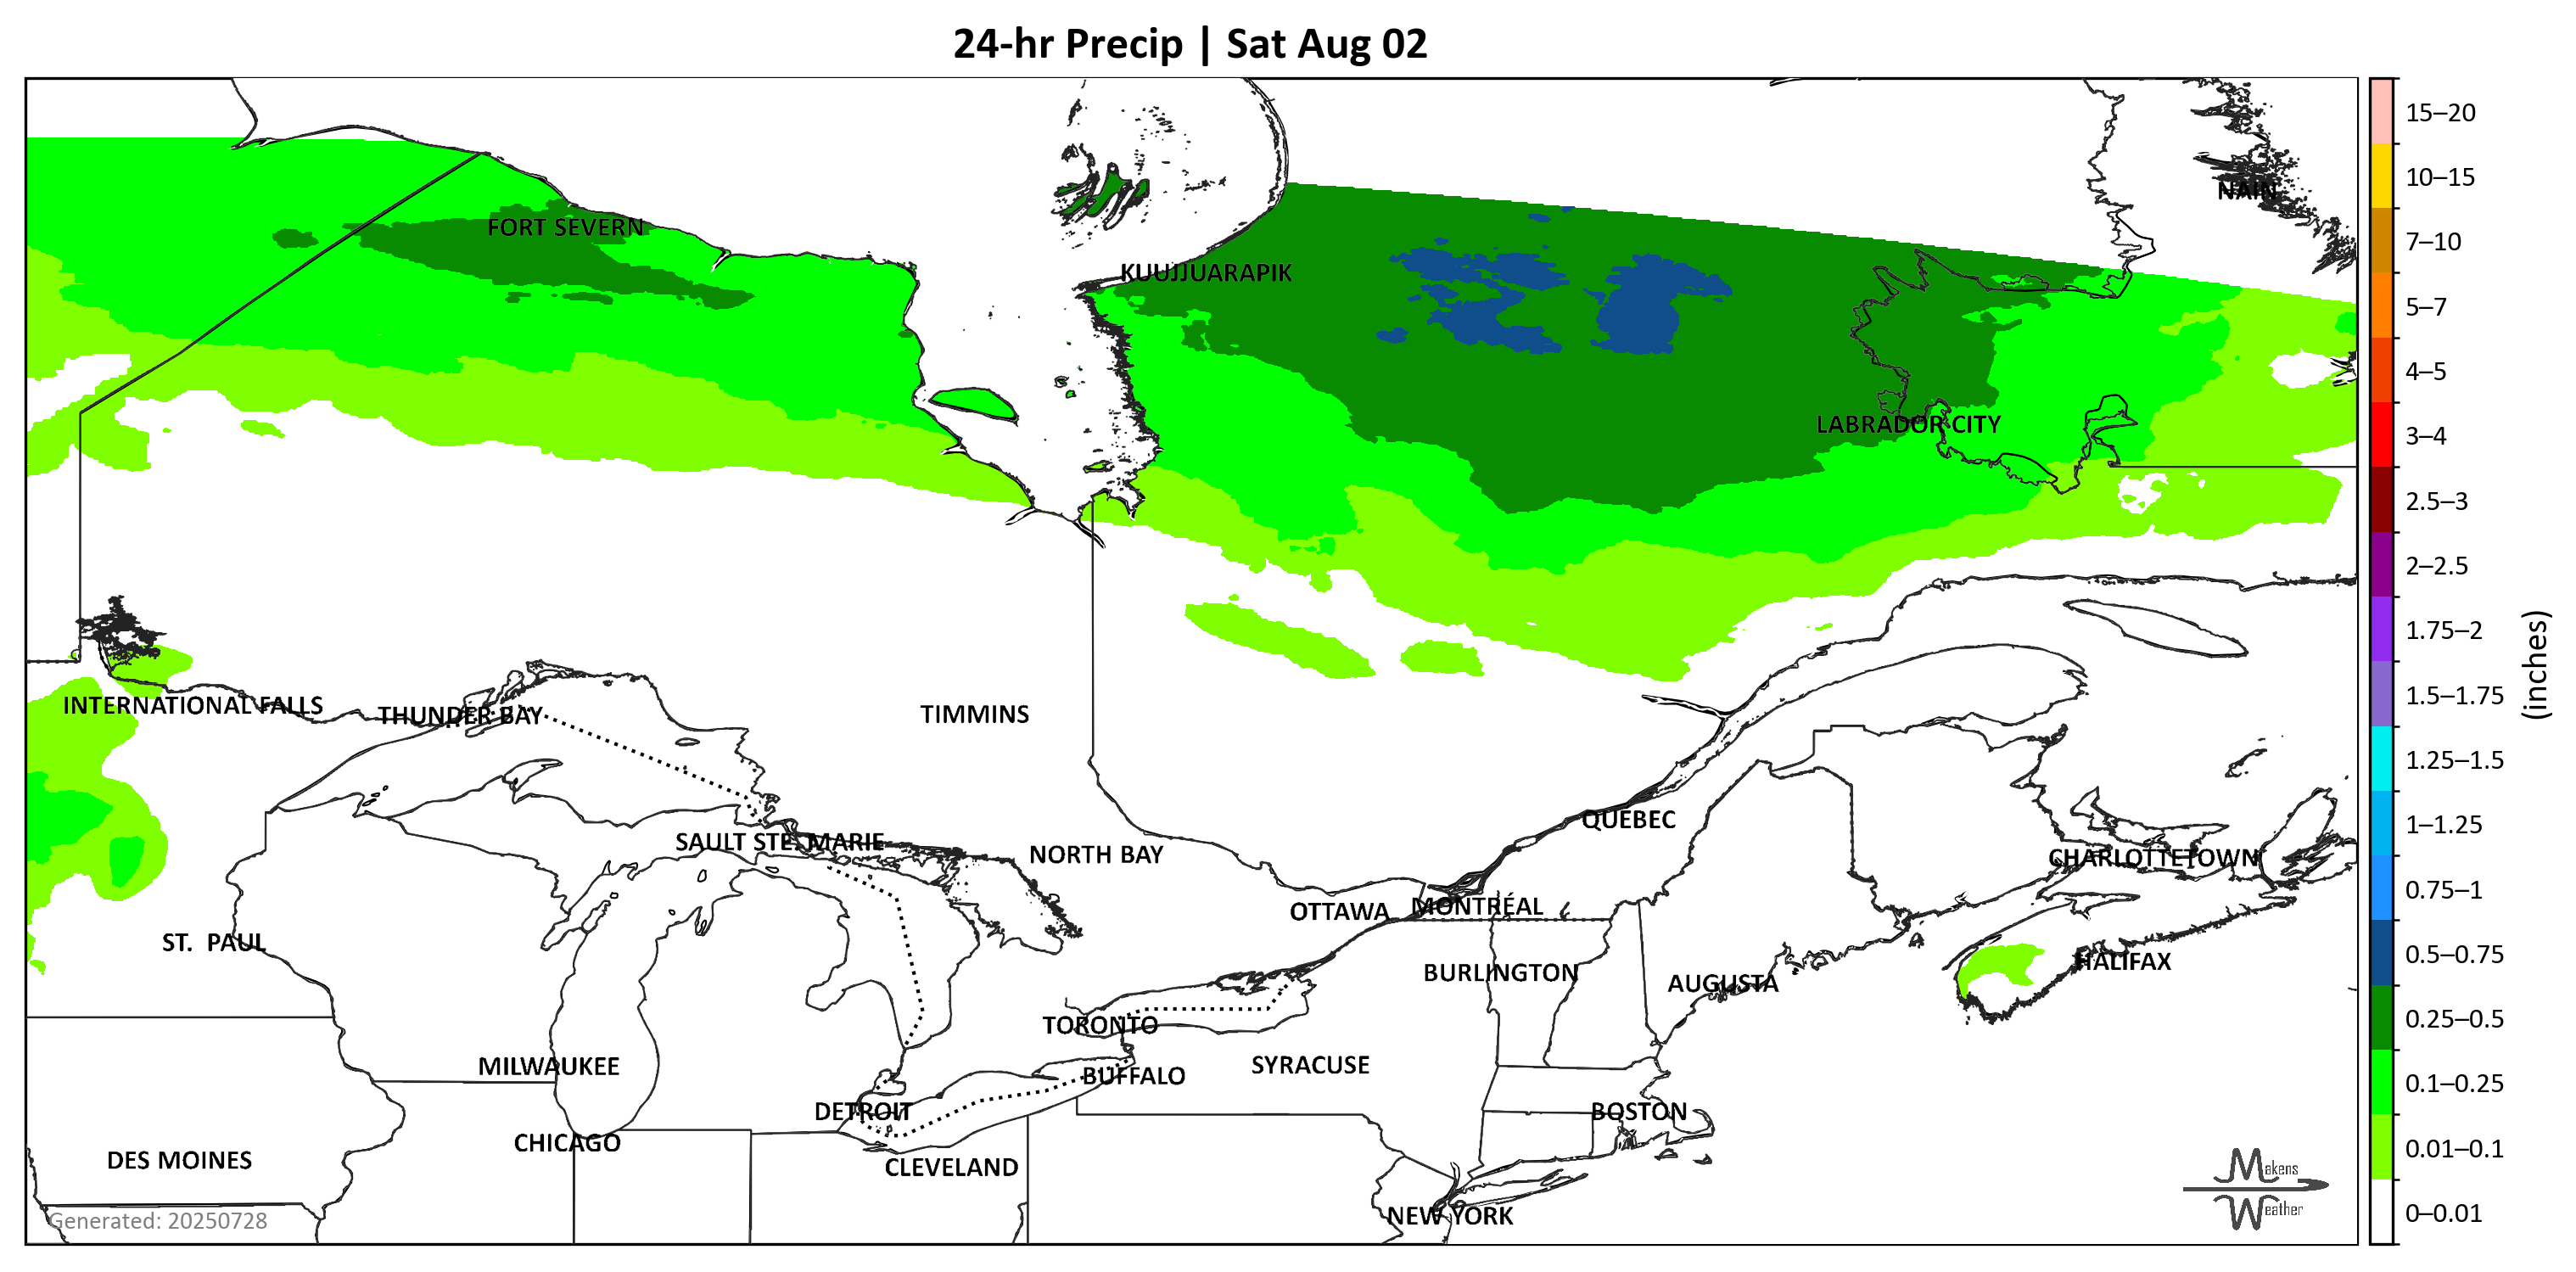 24-hr Precip | Sat Aug 02
NAIN
FORT SEVERN
KUUJJUARAPIK
LABRADOR CITY
INTERNATIONAL FALLS
THUNDER BAY
TIMMINS
QUEBEC
SAULT STE. MARIE
NORTH BAY
CHARLOTTETOWN
OTTAWA
MONTRÉAL
ST.  PAUL
HALIFAX
BURLINGTON
AUGUSTA
TORONTO
MILWAUKEE
SYRACUSE
BUFFALO
DETROIT
BOSTON
CHICAGO
DES MOINES
CLEVELAND
NEW YORK
Generated: 20250728
Makens
Weather
15–20
10–15
7–10
5–7
4–5
3–4
2.5–3
2–2.5
1.75–2
1.5–1.75
1.25–1.5
1–1.25
0.75–1
0.5–0.75
0.25–0.5
0.1–0.25
0.01–0.1
0–0.01
(inches)